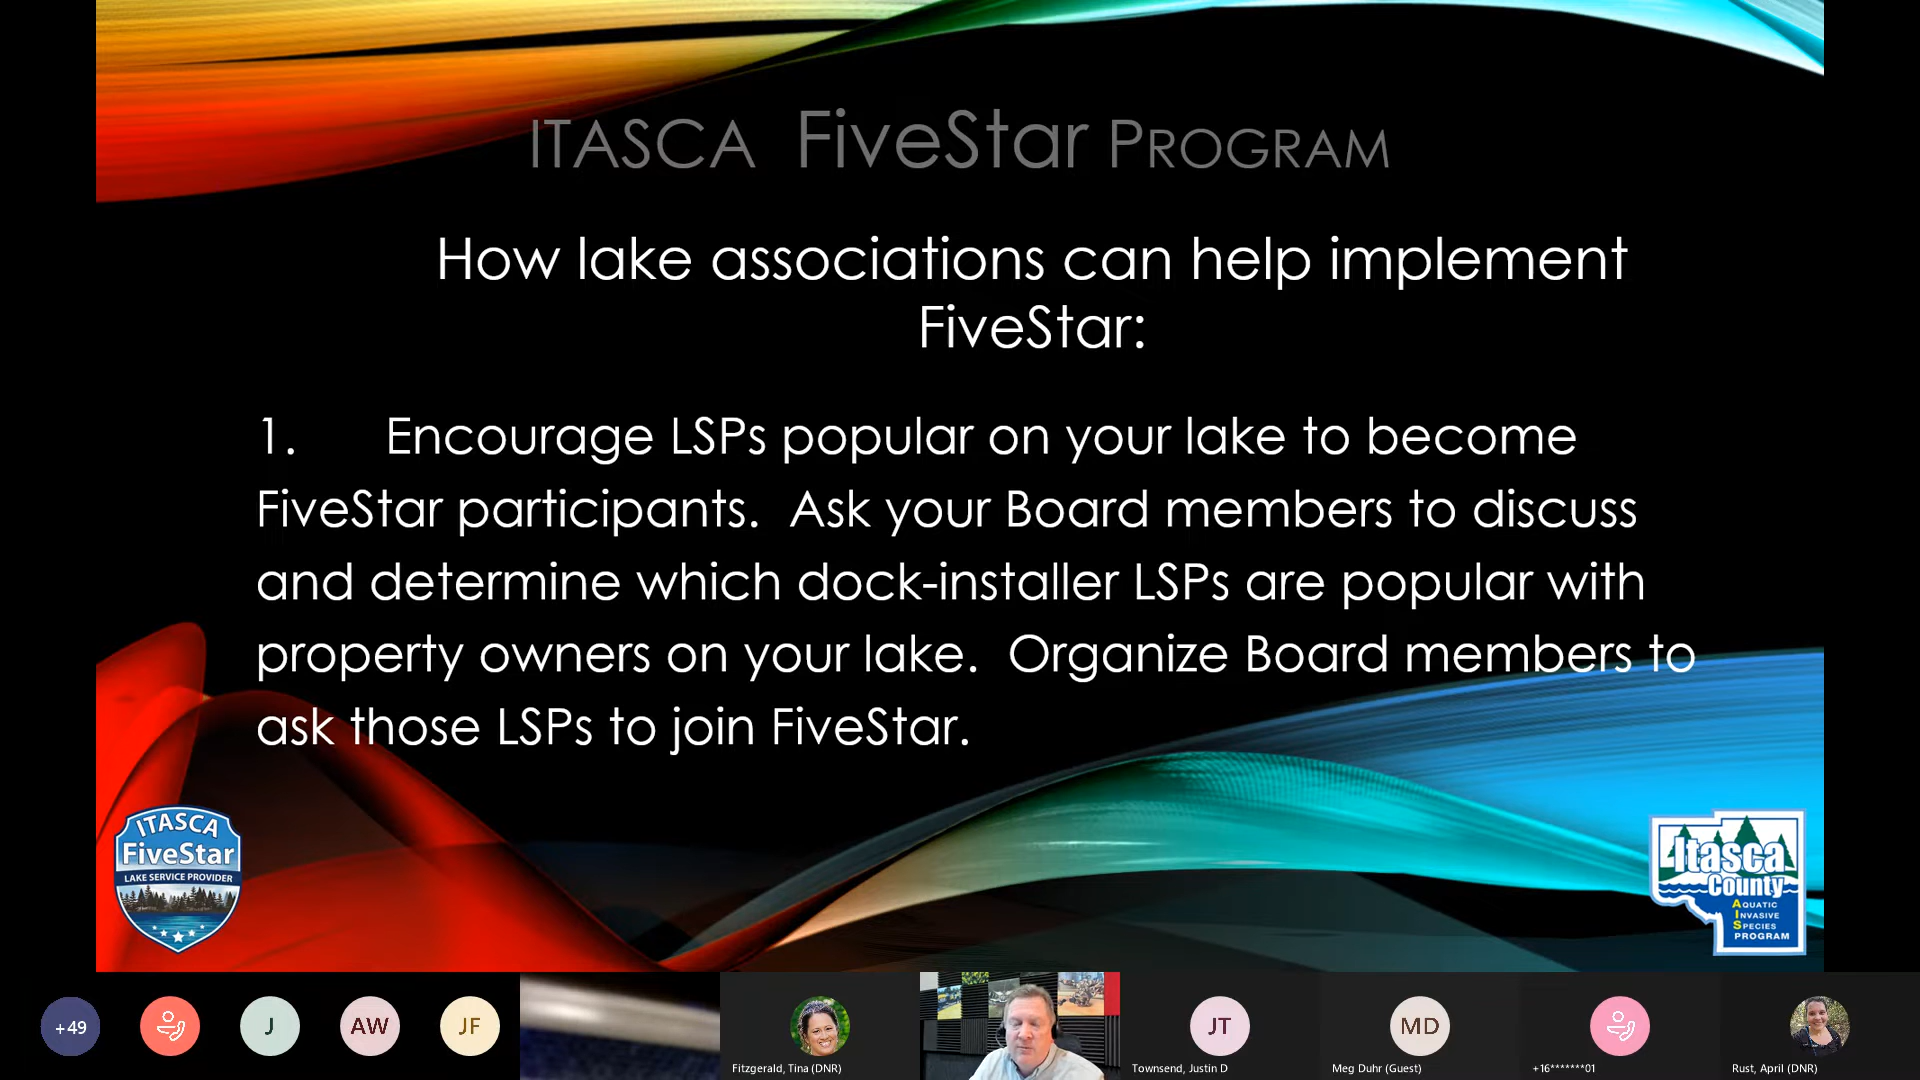 ITASCA FiveStar PROGRAM
How lake associations can help implement
FiveStar:
1. Encourage LSPs popular on your lake to become
FiveStar participants. Ask your Board members to discuss
and determine which dock-installer LSPs are popular with
property owners on your lake. Organize Board members to
ask those LSPs to join FiveStar.
ITASCA
FiveStar
LAKE SERVICE PROVIDER
Itasca
County
AQUATIC
INVASIVE
SPECIES
PROGRAM
+49
J
AW
JF
JT
MD
Fitzgerald, Tina (DNR)
Townsend, Justin D
Meg Duhr (Guest)
+16*******01
Rust, April (DNR)